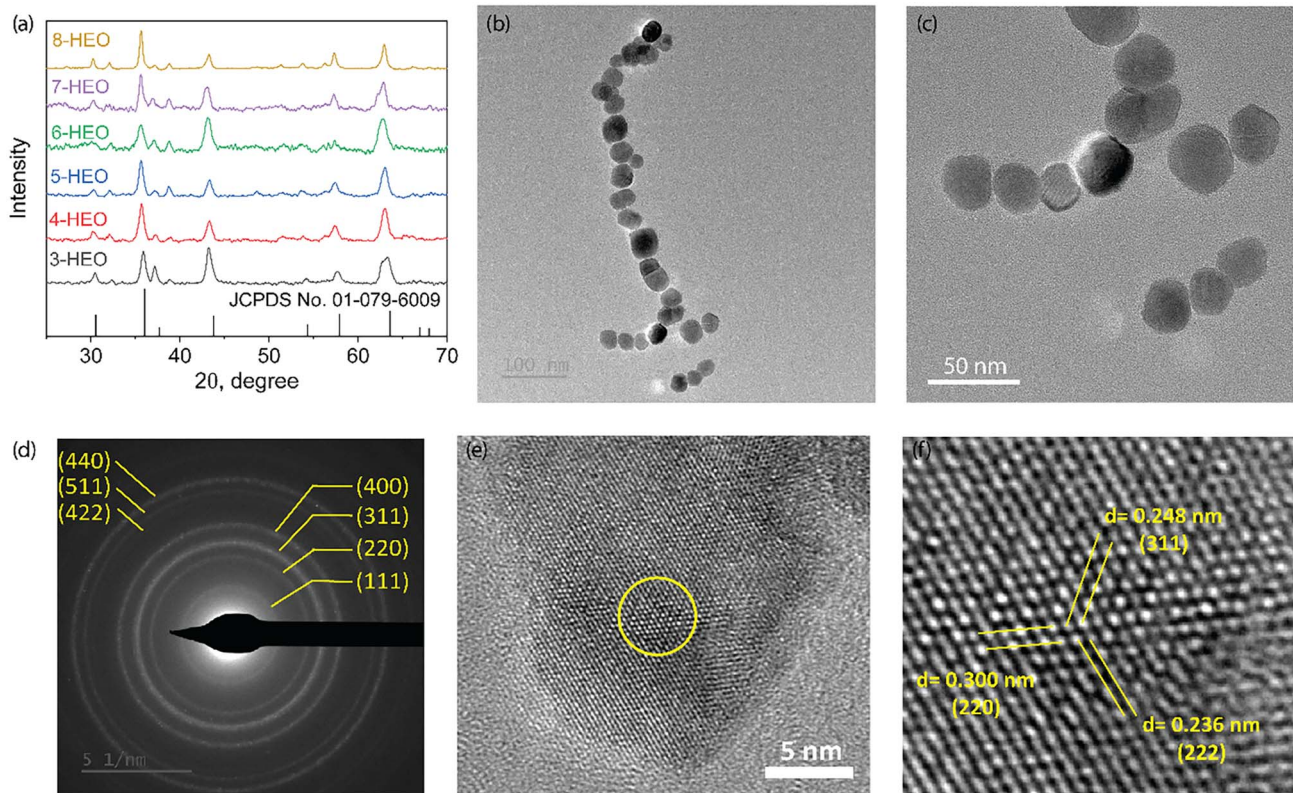 (a)
8-HEO
7-HEO
6-HEO
5-HEO
4-HEO
3-HEO
JCPDS No. 01-079-6009
Intensity
30 40 50 60 70
2θ, degree
(b)
100 nm
(c)
50 nm
(d)
(440)
(511)
(422)
(400)
(311)
(220)
(111)
5 1/nm
(e)
5 nm
(f)
d= 0.248 nm
(311)
d= 0.300 nm
(220)
d= 0.236 nm
(222)